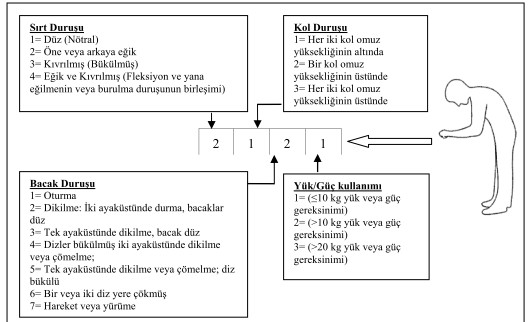 Sırt Duruşu
1= Düz (Nötral)
2= Öne veya arkaya eğik
3= Kıvrılmış (Bükülmüş)
4= Eğik ve Kıvrılmış (Fleksiyon ve yana
eğilmenin veya burulma duruşunun birleşimi)
Kol Duruşu
1= Her iki kol omuz
yüksekliğinin altında
2= Bir kol omuz
yüksekliğinin üstünde
3= Her iki kol omuz
yüksekliğinin üstünde
2 1 2 1
Bacak Duruşu
1= Oturma
2= Dikilme: İki ayaküstünde durma, bacaklar
düz
3= Tek ayaküstünde dikilme, bacak düz
4= Dizler bükülmüş iki ayaküstünde dikilme
veya çömelme;
5= Tek ayaküstünde dikilme veya çömelme; diz
bükülü
6= Bir veya iki diz yere çökmüş
7= Hareket veya yürüme
Yük/Güç kullanımı
1= (≤10 kg yük veya güç
gereksinimi)
2= (>10 kg yük veya güç
gereksinimi)
3= (>20 kg yük veya güç
gereksinimi)